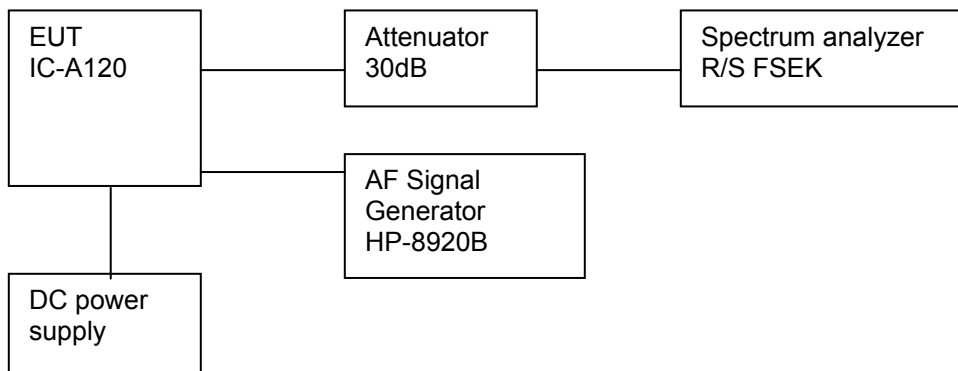 EUT
IC-A120
Attenuator
30dB
Spectrum analyzer
R/S FSEK
AF Signal
Generator
HP-8920B
DC power
supply